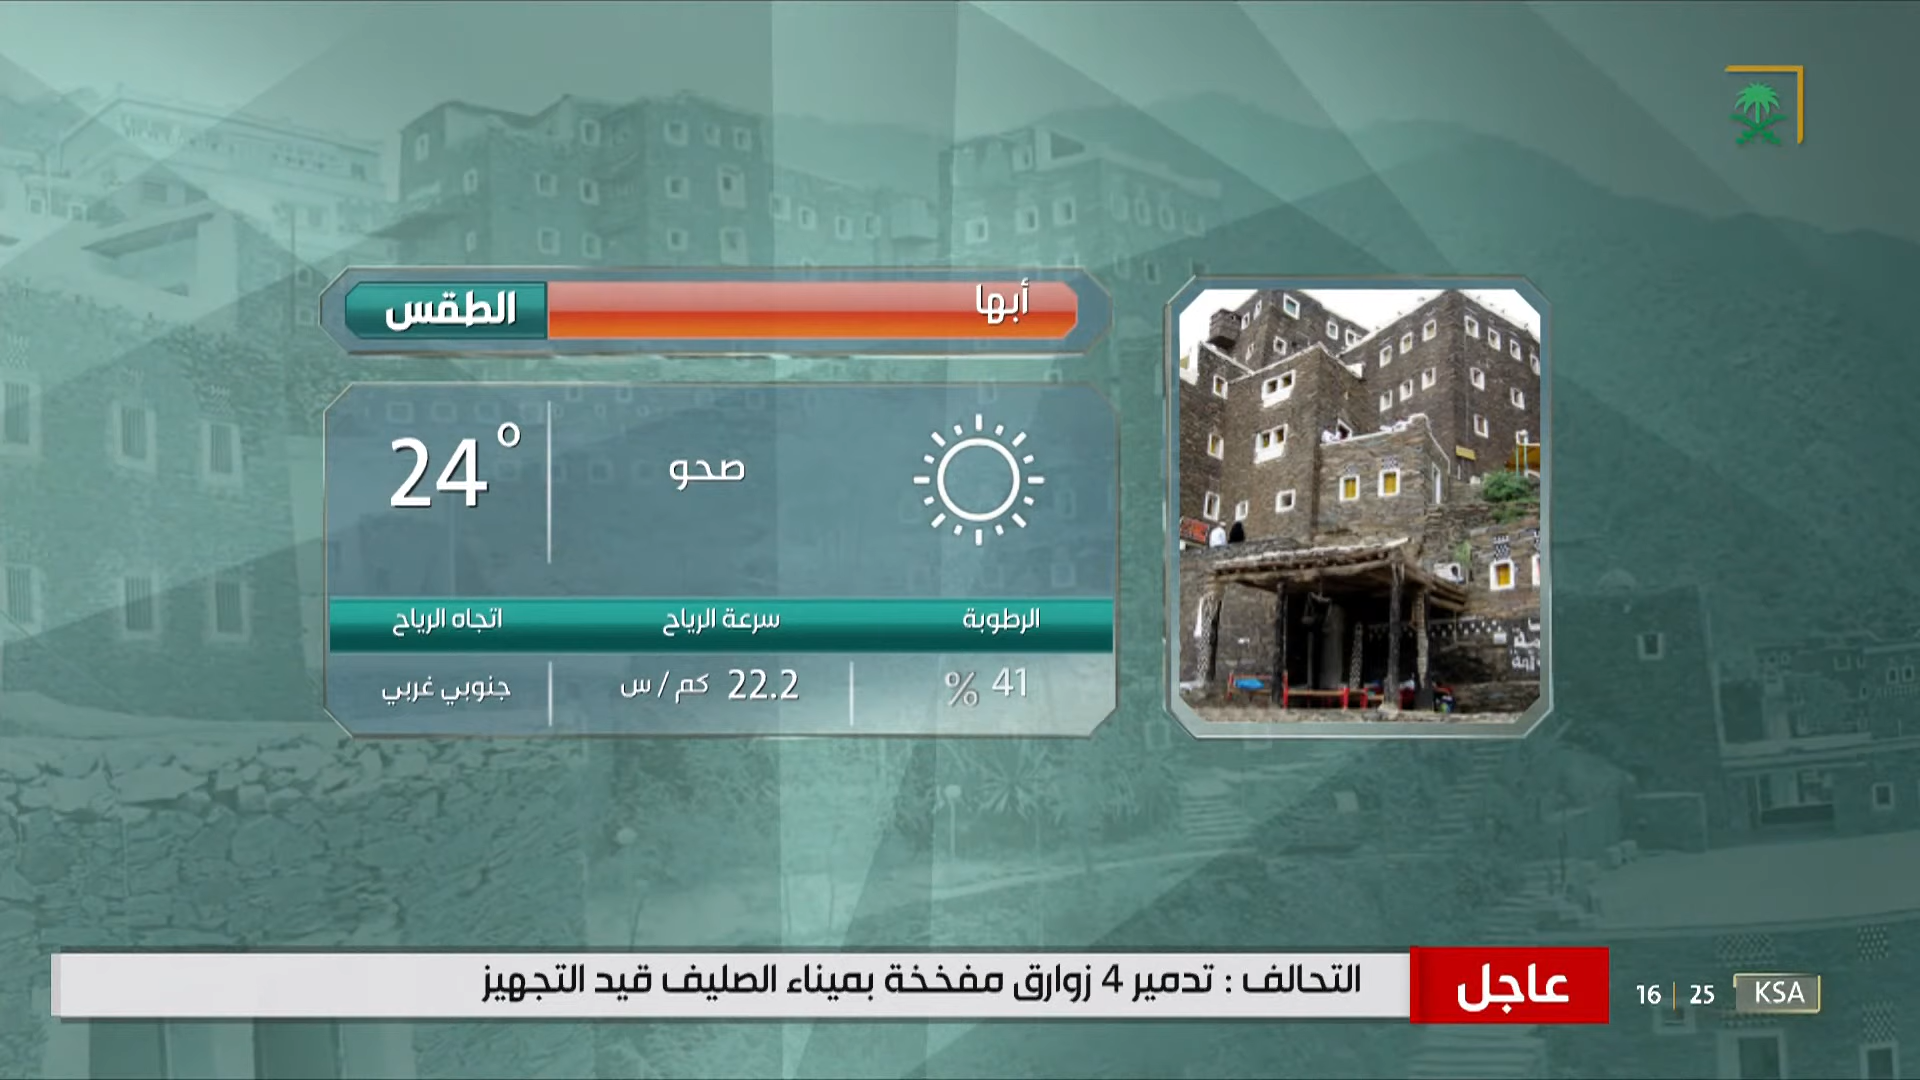 أبها
الطقس
صحو
24°
الرطوبة
سرعة الرياح
اتجاه الرياح
41 %
22.2 كم / س
جنوبي غربي
عاجل
التحالف : تدمير 4 زوارق مفخخة بميناء الصليف قيد التجهيز
16 | 25 KSA